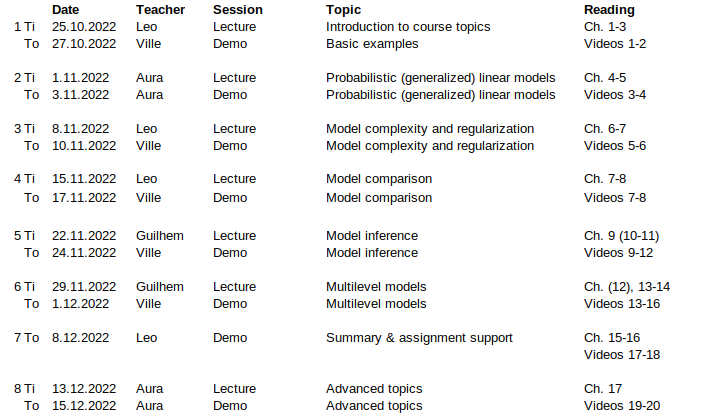 Date Teacher Session Topic Reading
1 Ti 25.10.2022 Leo Lecture Introduction to course topics Ch. 1-3
To 27.10.2022 Ville Demo Basic examples Videos 1-2
2 Ti 1.11.2022 Aura Lecture Probabilistic (generalized) linear models Ch. 4-5
To 3.11.2022 Aura Demo Probabilistic (generalized) linear models Videos 3-4
3 Ti 8.11.2022 Leo Lecture Model complexity and regularization Ch. 6-7
To 10.11.2022 Ville Demo Model complexity and regularization Videos 5-6
4 Ti 15.11.2022 Leo Lecture Model comparison Ch. 7-8
To 17.11.2022 Ville Demo Model comparison Videos 7-8
5 Ti 22.11.2022 Guilhem Lecture Model inference Ch. 9 (10-11)
To 24.11.2022 Ville Demo Model inference Videos 9-12
6 Ti 29.11.2022 Guilhem Lecture Multilevel models Ch. (12), 13-14
To 1.12.2022 Ville Demo Multilevel models Videos 13-16
7 To 8.12.2022 Leo Demo Summary & assignment support Ch. 15-16
Videos 17-18
8 Ti 13.12.2022 Aura Lecture Advanced topics Ch. 17
To 15.12.2022 Aura Demo Advanced topics Videos 19-20